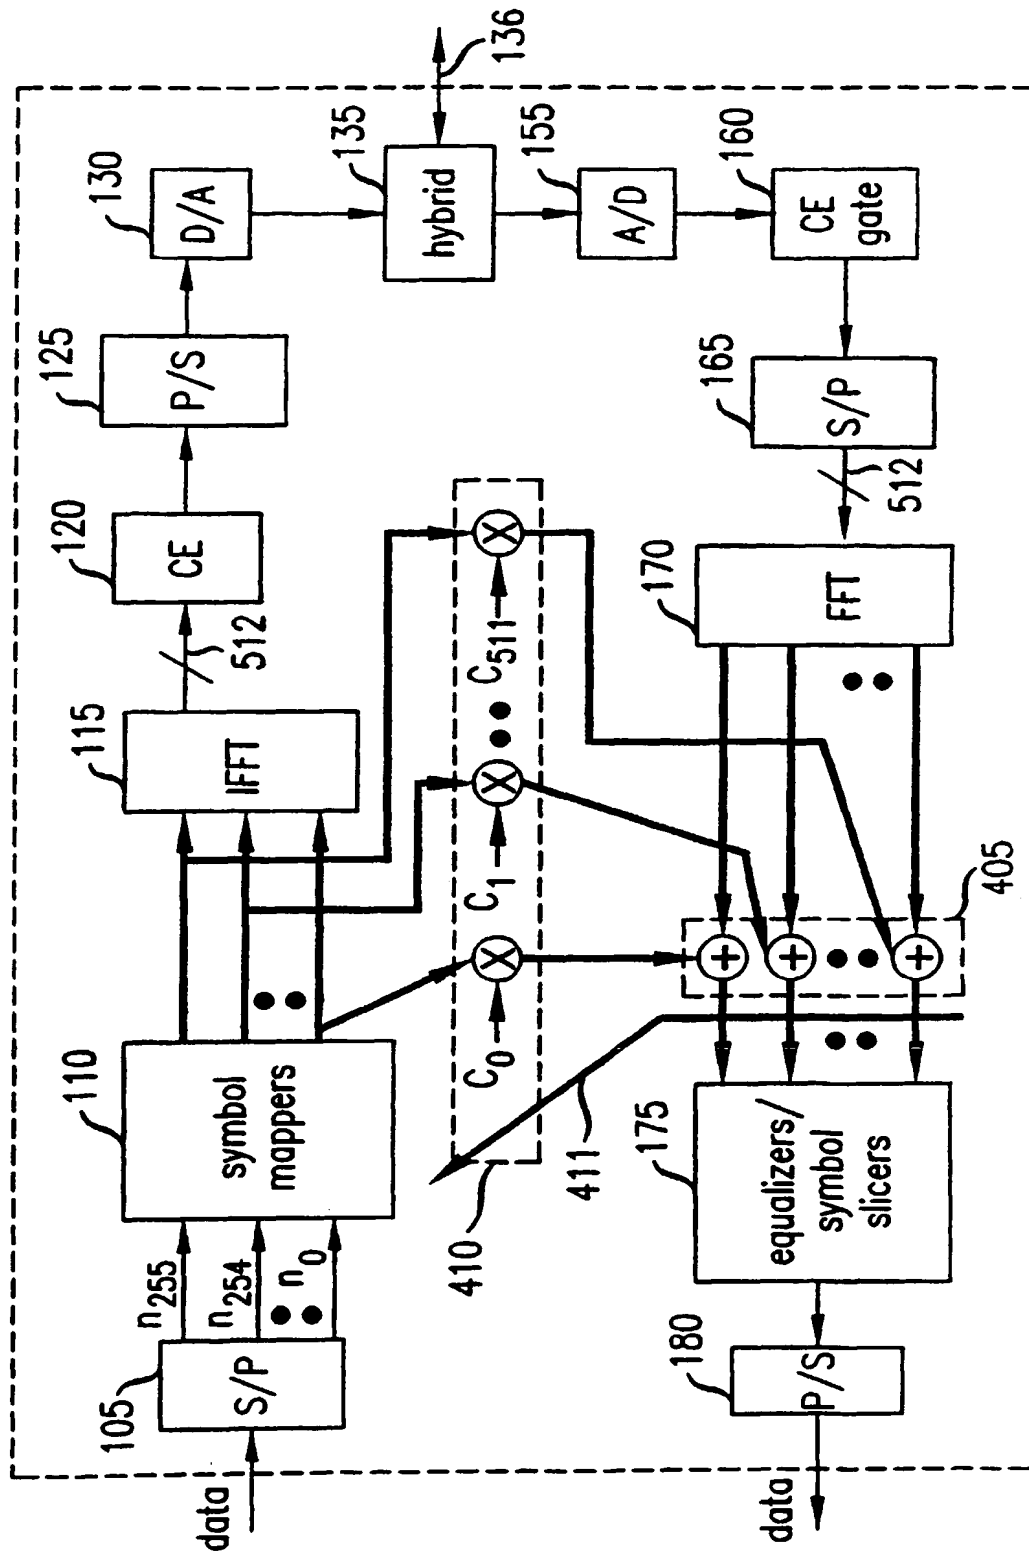 data
105
S/P
n255
n254
n0
110
symbol
mappers
115
IFFT
512
120
CE
125
P/S
130
D/A
135
hybrid
136
155
A/D
160
CE
gate
165
S/P
512
170
FFT
C0
C1
C511
410
411
405
175
equalizers/
symbol
slicers
180
P/S
data